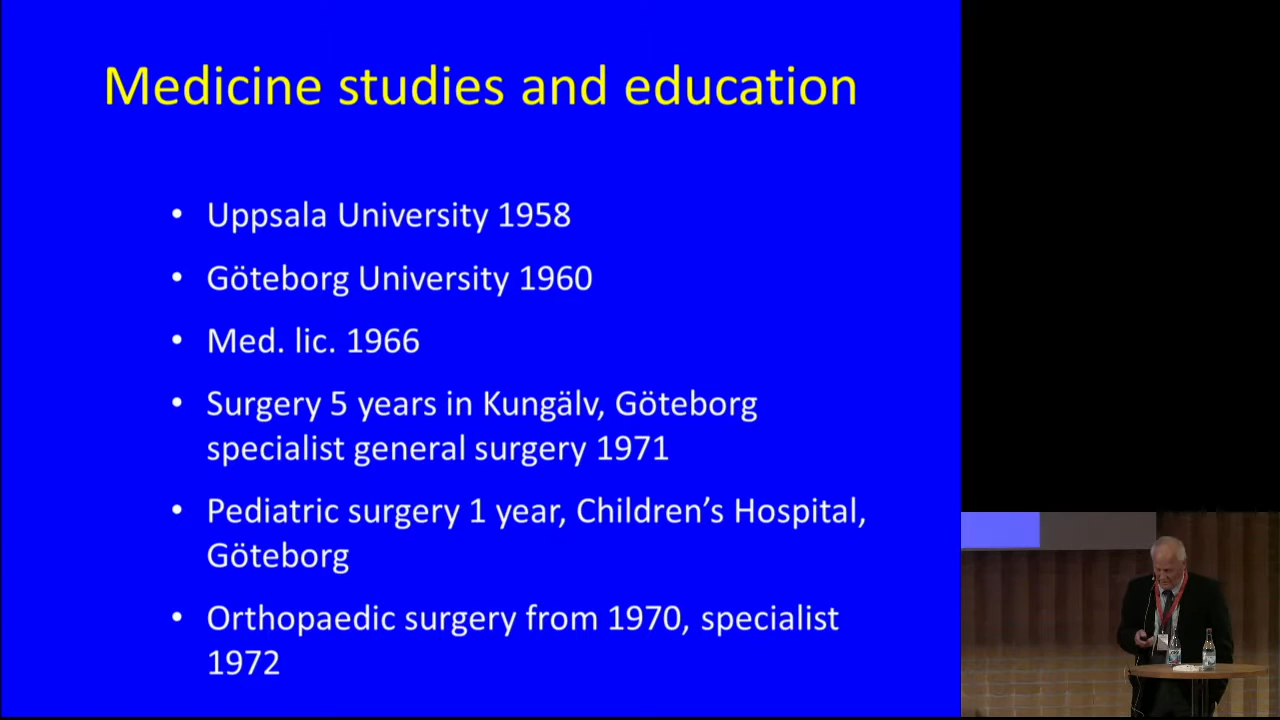 Medicine studies and education
• Uppsala University 1958
• Göteborg University 1960
• Med. lic. 1966
• Surgery 5 years in Kungälv, Göteborg
specialist general surgery 1971
• Pediatric surgery 1 year, Children’s Hospital,
Göteborg
• Orthopaedic surgery from 1970, specialist
1972